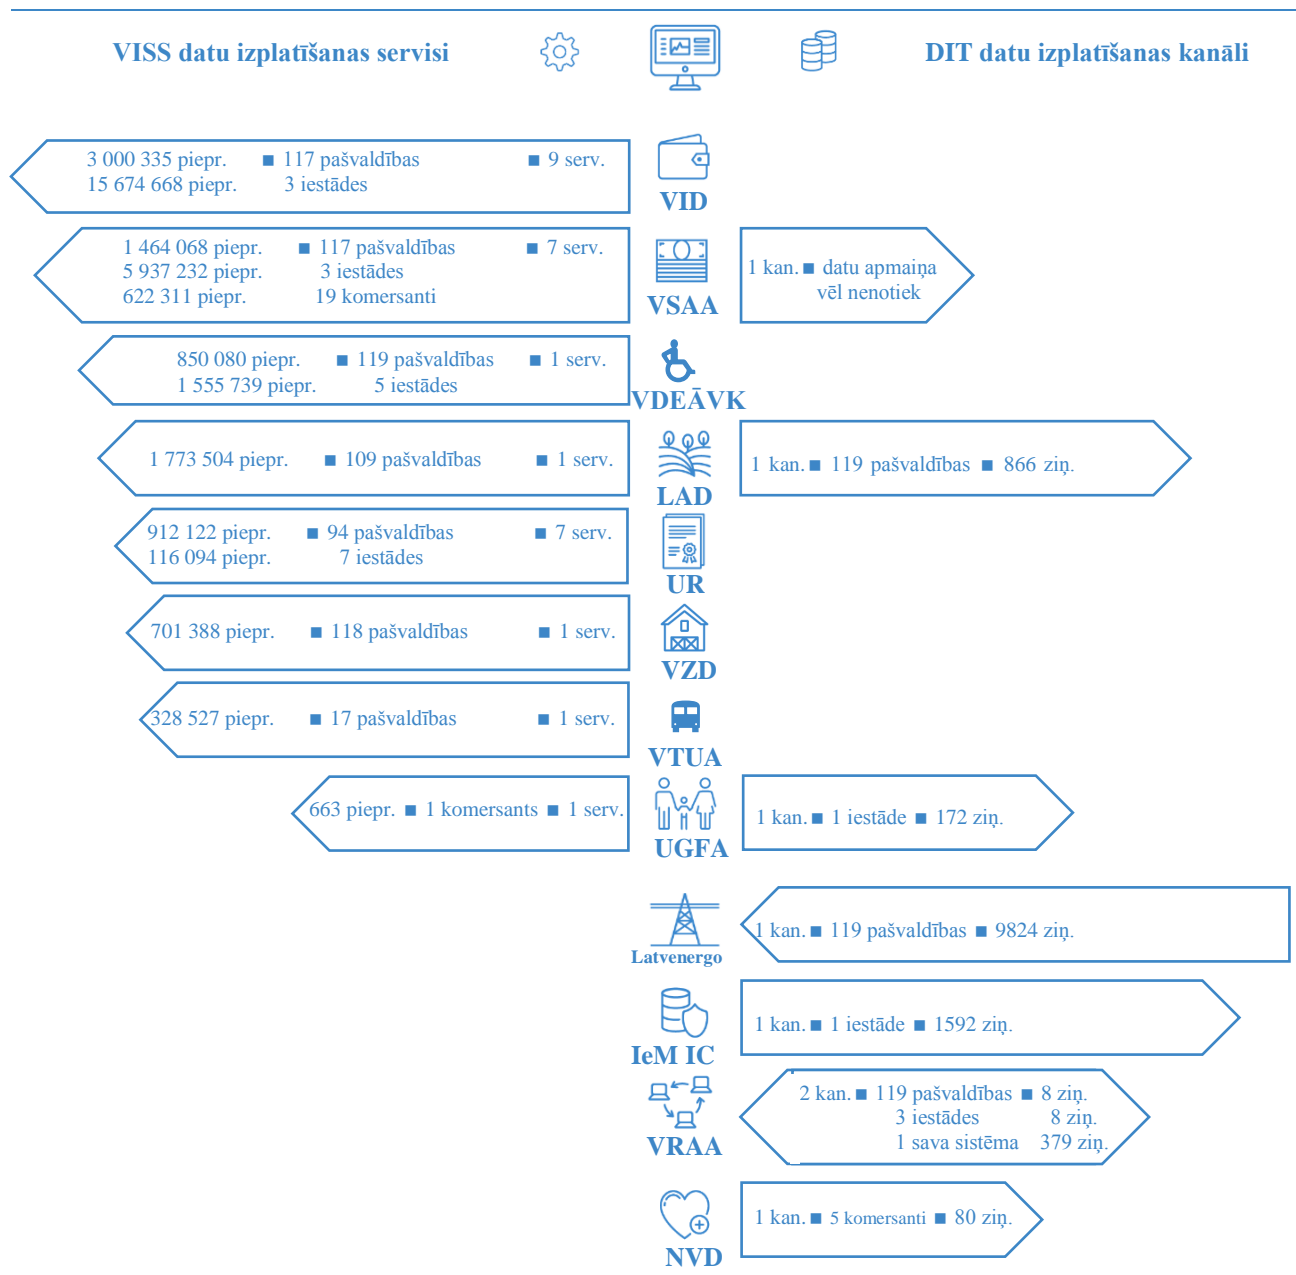 VISS datu izplatīšanas servisi
DIT datu izplatīšanas kanāli
3 000 335 piepr. ■ 117 pašvaldības ■ 9 serv.
15 674 668 piepr. 3 iestādes
VID
1 464 068 piepr. ■ 117 pašvaldības ■ 7 serv.
5 937 232 piepr. 3 iestādes
622 311 piepr. 19 komersanti
VSAA
1 kan. ■ datu apmaiņa
vēl nenotiek
850 080 piepr. ■ 119 pašvaldības ■ 1 serv.
1 555 739 piepr. 5 iestādes
VDEĀVK
1 773 504 piepr. ■ 109 pašvaldības ■ 1 serv.
LAD
1 kan. ■ 119 pašvaldības ■ 866 ziņ.
912 122 piepr. ■ 94 pašvaldības ■ 7 serv.
116 094 piepr. 7 iestādes
UR
701 388 piepr. ■ 118 pašvaldības ■ 1 serv.
VZD
328 527 piepr. ■ 17 pašvaldības ■ 1 serv.
VTUA
663 piepr. ■ 1 komersants ■ 1 serv.
UGFA
1 kan. ■ 1 iestāde ■ 172 ziņ.
Latvenergo
1 kan. ■ 119 pašvaldības ■ 9824 ziņ.
IeM IC
1 kan. ■ 1 iestāde ■ 1592 ziņ.
VRAA
2 kan. ■ 119 pašvaldības ■ 8 ziņ.
3 iestādes 8 ziņ.
1 sava sistēma 379 ziņ.
NVD
1 kan. ■ 5 komersanti ■ 80 ziņ.